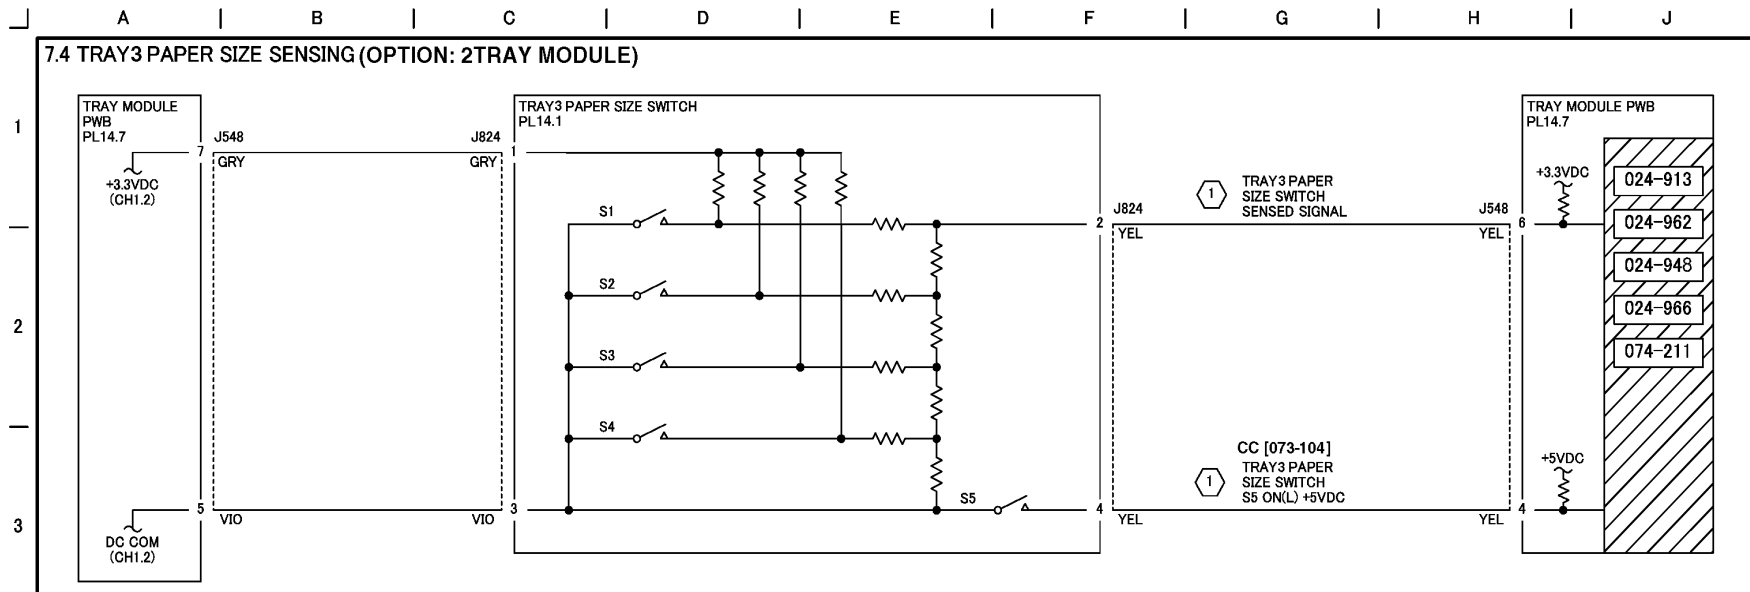 A B C D E F G H J
7.4 TRAY3 PAPER SIZE SENSING (OPTION: 2TRAY MODULE)
1
2
3
TRAY MODULE
PWB
PL14.7
7
J548
GRY
+3.3VDC
(CH1.2)
5
VIO
DC COM
(CH1.2)
J824
GRY
1
VIO
3
TRAY3 PAPER SIZE SWITCH
PL14.1
S1
S2
S3
S4
S5
2
J824
YEL
4
YEL
1
TRAY3 PAPER
SIZE SWITCH
SENSED SIGNAL
CC [073-104]
1
TRAY3 PAPER
SIZE SWITCH
S5 ON(L) +5VDC
J548
YEL
6
YEL
4
TRAY MODULE PWB
PL14.7
+3.3VDC
+5VDC
024-913
024-962
024-948
024-966
074-211